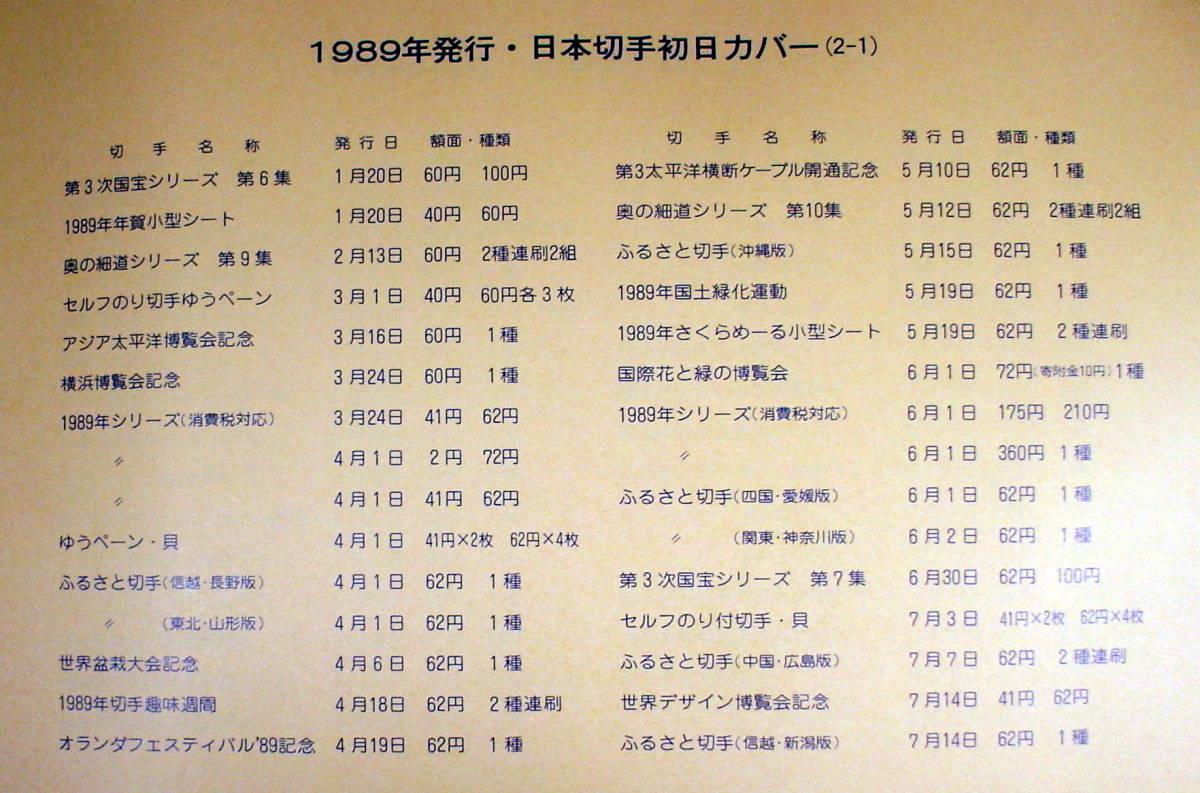 1989年発行・日本切手初日カバー(2-1)
切手名称 発行日 額面・種類
第3次国宝シリーズ 第6集 1月20日 60円 100円
1989年年賀小型シート 1月20日 40円 60円
奥の細道シリーズ 第9集 2月13日 60円 2種連刷2組
セルフのり切手ゆうペーン 3月1日 40円 60円各3枚
アジア太平洋博覧会記念 3月16日 60円 1種
横浜博覧会記念 3月24日 60円 1種
1989年シリーズ(消費税対応) 3月24日 41円 62円
〃 4月1日 2円 72円
〃 4月1日 41円 62円
ゆうペーン・貝 4月1日 41円×2枚 62円×4枚
ふるさと切手(信越・長野版) 4月1日 62円 1種
〃 (東北・山形版) 4月1日 62円 1種
世界盆栽大会記念 4月6日 62円 1種
1989年切手趣味週間 4月18日 62円 2種連刷
オランダフェスティバル'89記念 4月19日 62円 1種
切手名称 発行日 額面・種類
第3太平洋横断ケーブル開通記念 5月10日 62円 1種
奥の細道シリーズ 第10集 5月12日 62円 2種連刷2組
ふるさと切手(沖縄版) 5月15日 62円 1種
1989年国土緑化運動 5月19日 62円 1種
1989年さくらめーる小型シート 5月19日 62円 2種連刷
国際花と緑の博覧会 6月1日 72円(寄附金10円)1種
1989年シリーズ(消費税対応) 6月1日 175円 210円
〃 6月1日 360円 1種
ふるさと切手(四国・愛媛版) 6月1日 62円 1種
〃 (関東・神奈川版) 6月2日 62円 1種
第3次国宝シリーズ 第7集 6月30日 62円 100円
セルフのり付切手・貝 7月3日 41円×2枚 62円×4枚
ふるさと切手(中国・広島版) 7月7日 62円 2種連刷
世界デザイン博覧会記念 7月14日 41円 62円
ふるさと切手(信越・新潟版) 7月14日 62円 1種